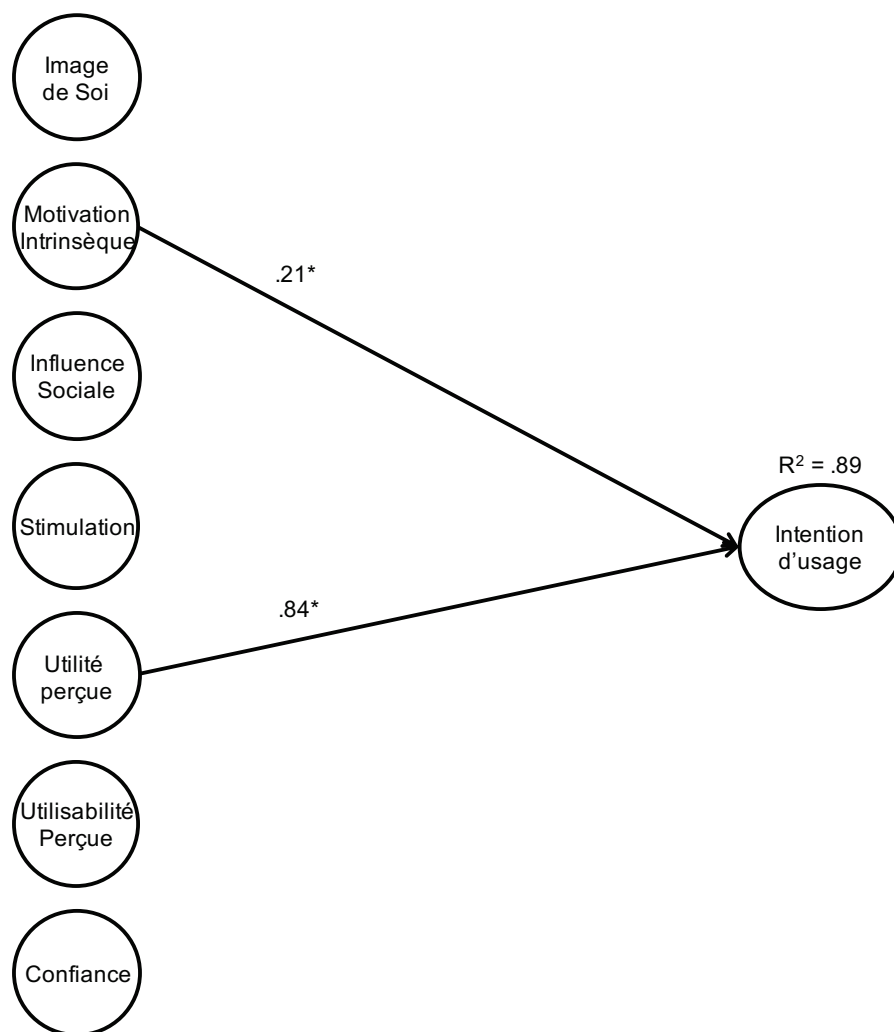 Image
de Soi
Motivation
Intrinsèque
.21*
Influence
Sociale
R² = .89
Stimulation
Intention
d’usage
.84*
Utilité
perçue
Utilisabilité
Perçue
Confiance